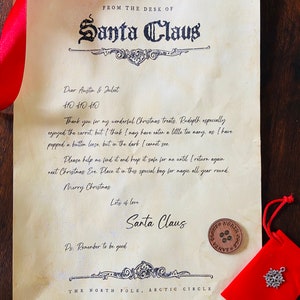 FROM THE DESK OF
Santa Claus
Dear Austin & Juliet
HO HO HO
Thank you for my wonderful Christmas treats. Rudolph especially
enjoyed the carrot, but I think I may have eaten a little too many, as I have
popped a button loose, but in the dark I cannot see.
Please help me find it and keep it safe for me until I return again
next Christmas Eve. Place it in this special bag for magic all year round.
Merry Christmas
Lots of love
Santa Claus
Ps. Remember to be good
THE NORTH POLE, ARCTIC CIRCLE